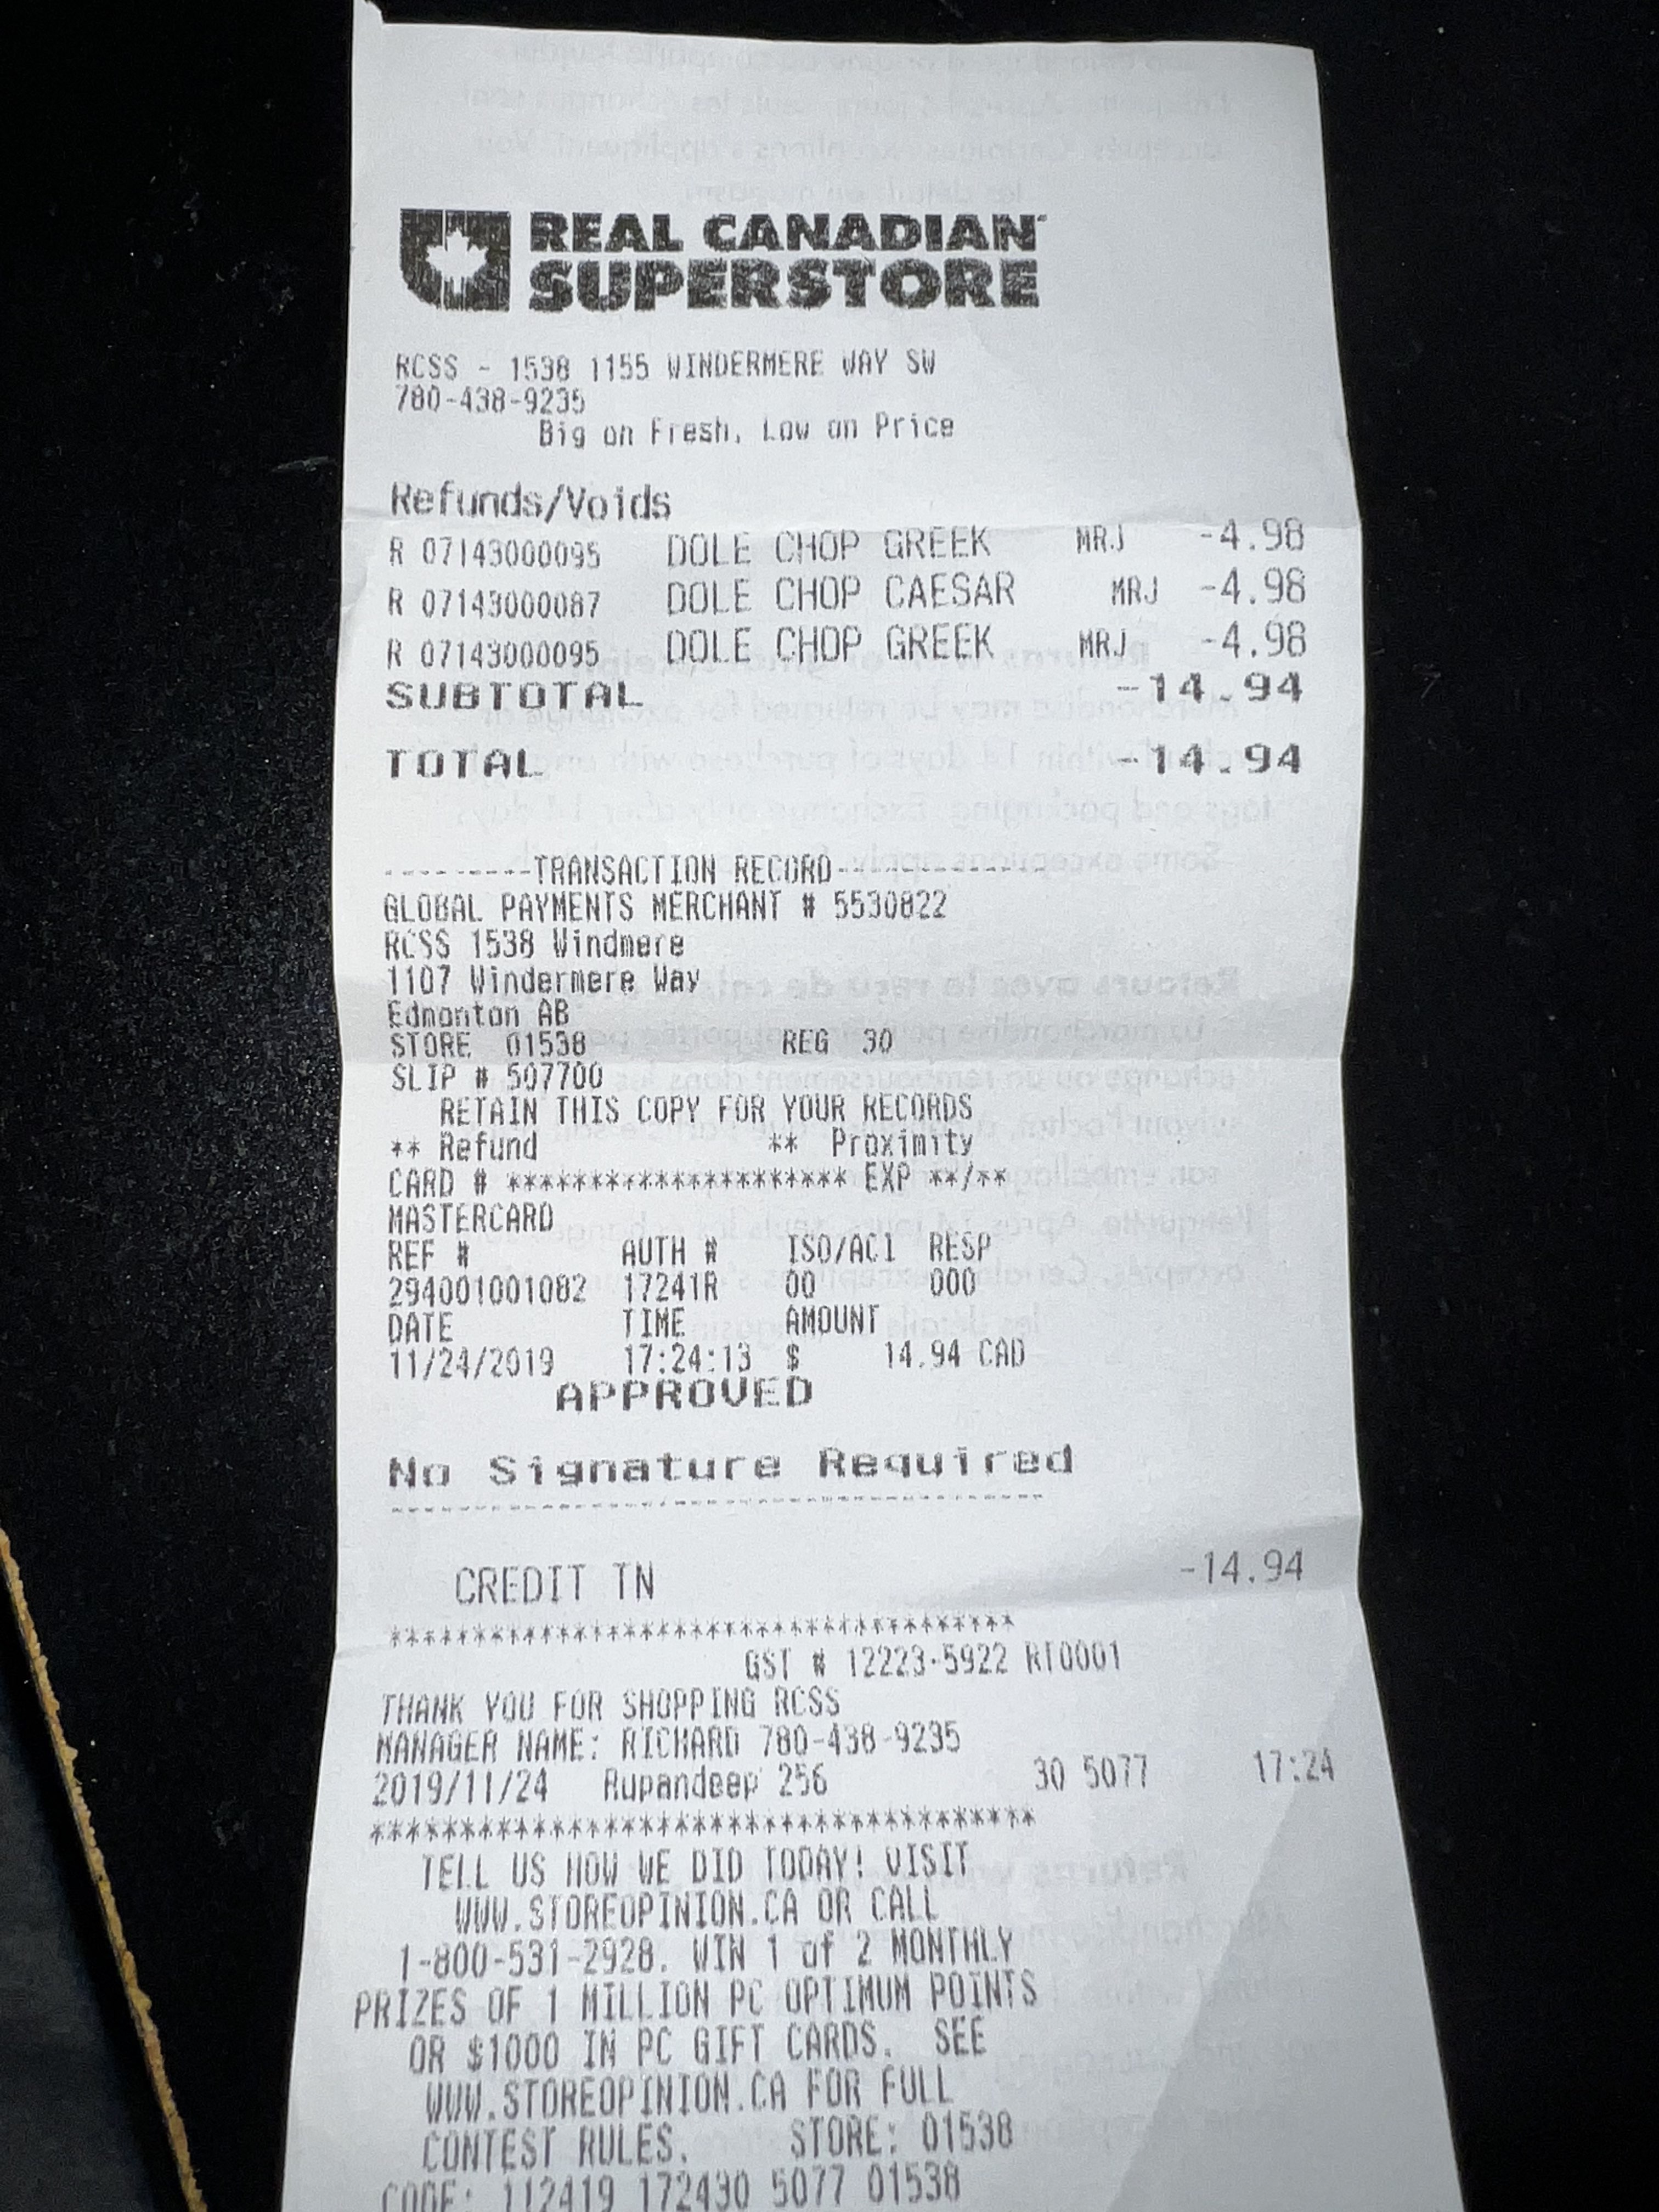 REAL CANADIAN
SUPERSTORE
RCSS - 1538 1155 WINDERMERE WAY SW
780-438-9235
Big on Fresh, Low on Price
Refunds/Voids
R 07143000095 DOLE CHOP GREEK MRJ -4.98
R 07143000087 DOLE CHOP CAESAR MRJ -4.98
R 07143000095 DOLE CHOP GREEK MRJ -4.98
SUBTOTAL -14.94
TOTAL -14.94
---------TRANSACTION RECORD-------------
GLOBAL PAYMENTS MERCHANT # 5530822
RCSS 1538 Windmere
1107 Windermere Way
Edmonton AB
STORE 01538 REG 30
SLIP # 507700
RETAIN THIS COPY FOR YOUR RECORDS
** Refund ** Proximity
CARD # ********************* EXP **/**
MASTERCARD
REF # AUTH # ISO/ACI RESP
294001001082 17241R 00 000
DATE TIME AMOUNT
11/24/2019 17:24:13 $ 14.94 CAD
APPROVED
No Signature Required
----------------------------------------
CREDIT TN -14.94
**************************************
GST # 12223-5922 RT0001
THANK YOU FOR SHOPPING RCSS
MANAGER NAME: RICHARD 780-438-9235
2019/11/24 Rupandeep 256 30 5077 17:24
**************************************
TELL US HOW WE DID TODAY! VISIT
WWW.STOREOPINION.CA OR CALL
1-800-531-2928. WIN 1 of 2 MONTHLY
PRIZES OF 1 MILLION PC OPTIMUM POINTS
OR $1000 IN PC GIFT CARDS. SEE
WWW.STOREOPINION.CA FOR FULL
CONTEST RULES. STORE: 01538
CODE: 112419 172430 5077 01538